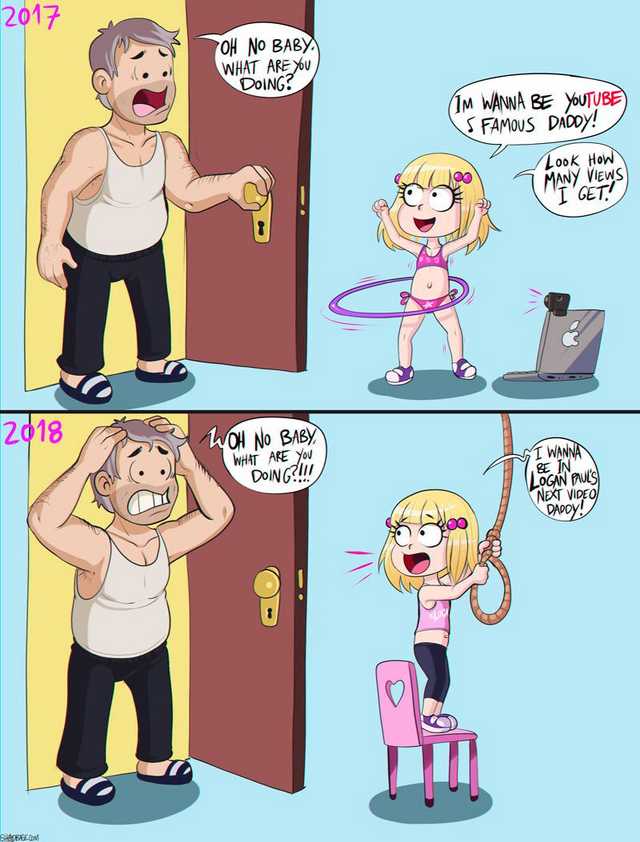 2017
OH NO BABY.
WHAT ARE YOU
DOING?
IM WANNA BE YOUTUBE
S FAMOUS DADDY!
LOOK HOW
MANY VIEWS
I GET!
2018
OH NO BABY.
WHAT ARE YOU
DOING?!!!
I WANNA
BE IN
LOGAN PAUL'S
NEXT VIDEO
DADDY!